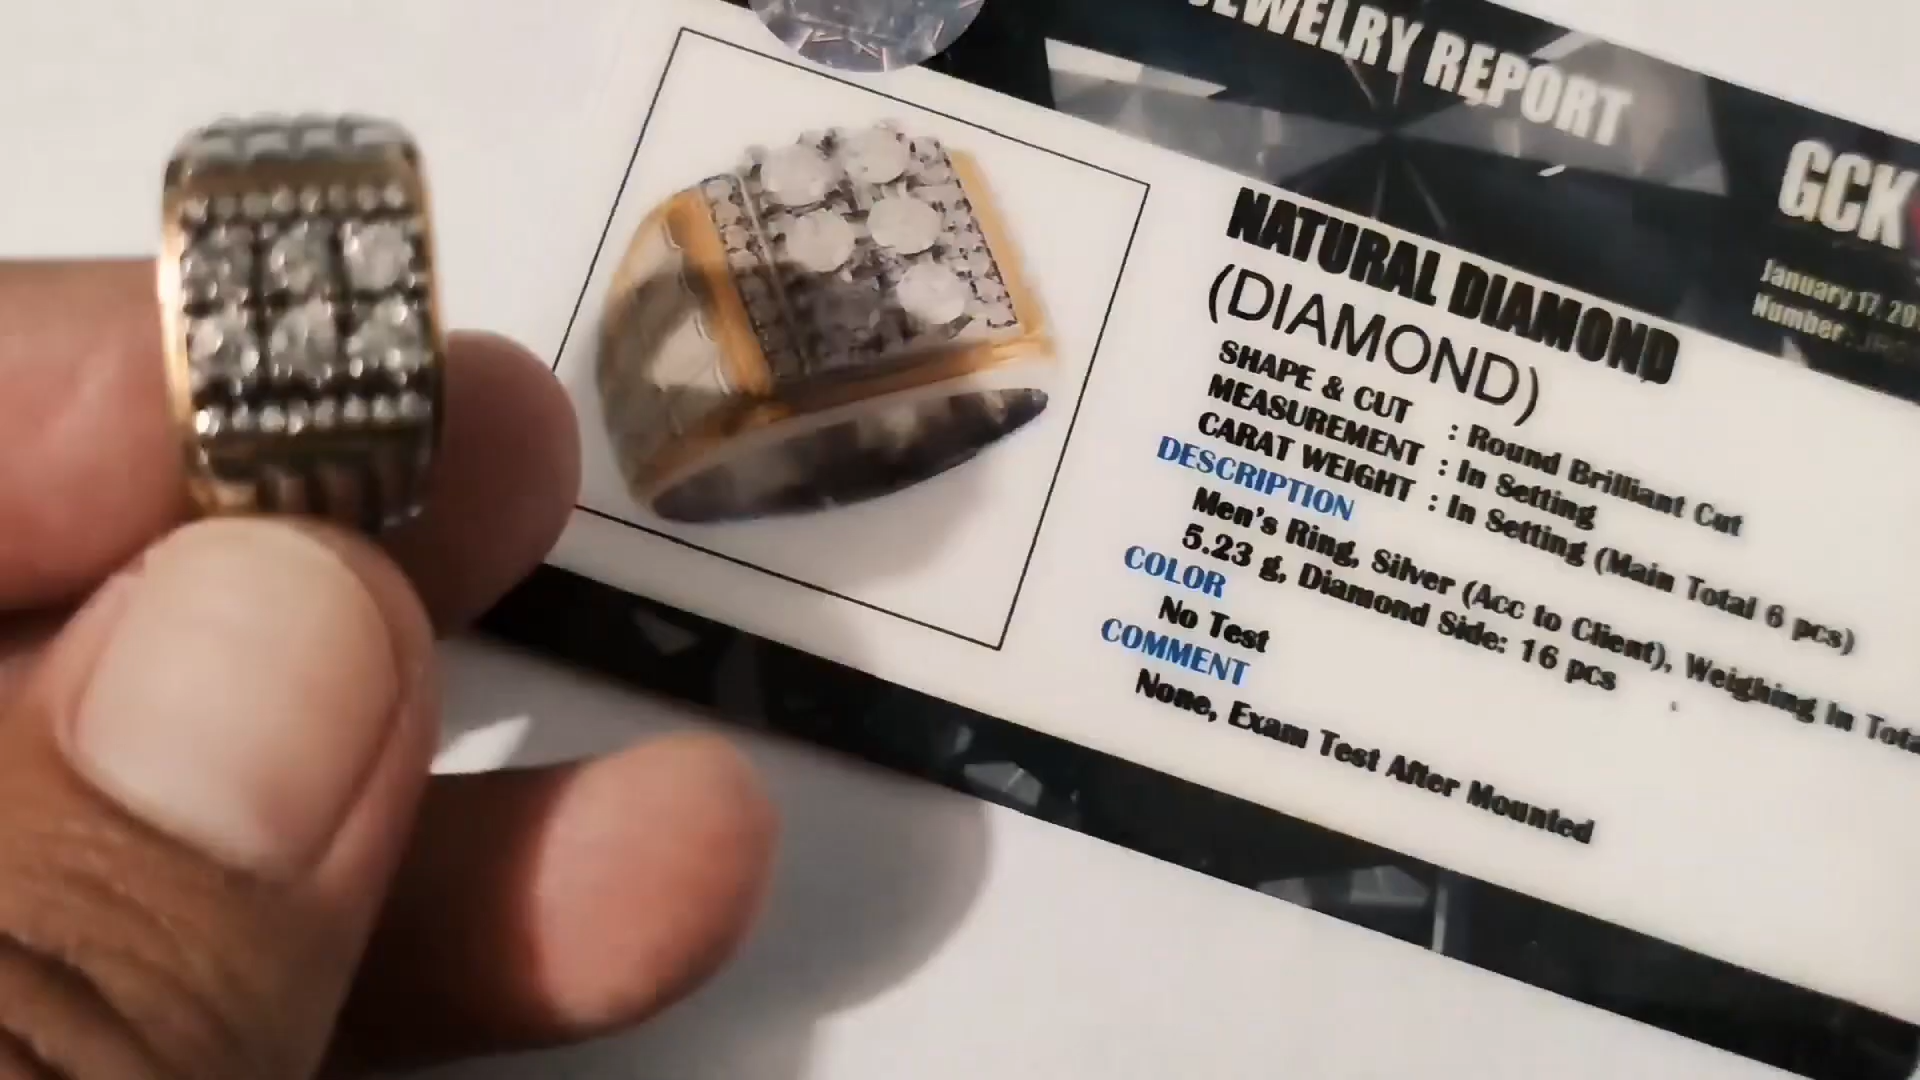 JEWELRY REPORT
GCK
January 17, 20
Number :
NATURAL DIAMOND
(DIAMOND)
SHAPE & CUT : Round Brilliant Cut
MEASUREMENT : In Setting
CARAT WEIGHT : In Setting (Main Total 6 pcs)
DESCRIPTION
Men's Ring, Silver (Acc to Client), Weighing In Tota
5.23 g, Diamond Side: 16 pcs
COLOR
No Test
COMMENT
None, Exam Test After Mounted